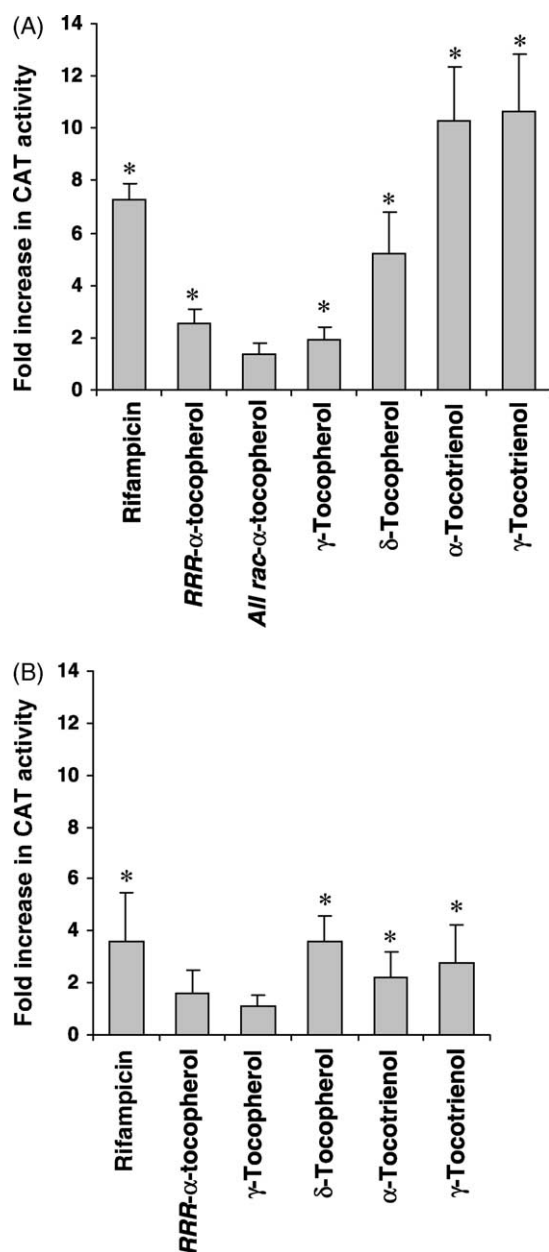 (A)
Fold increase in CAT activity
14
12
10
8
6
4
2
0
*
*
*
*
*
*
Rifampicin
RRR-α-tocopherol
All rac-α-tocopherol
γ-Tocopherol
δ-Tocopherol
α-Tocotrienol
γ-Tocotrienol
(B)
Fold increase in CAT activity
14
12
10
8
6
4
2
0
*
*
*
*
Rifampicin
RRR-α-tocopherol
γ-Tocopherol
δ-Tocopherol
α-Tocotrienol
γ-Tocotrienol